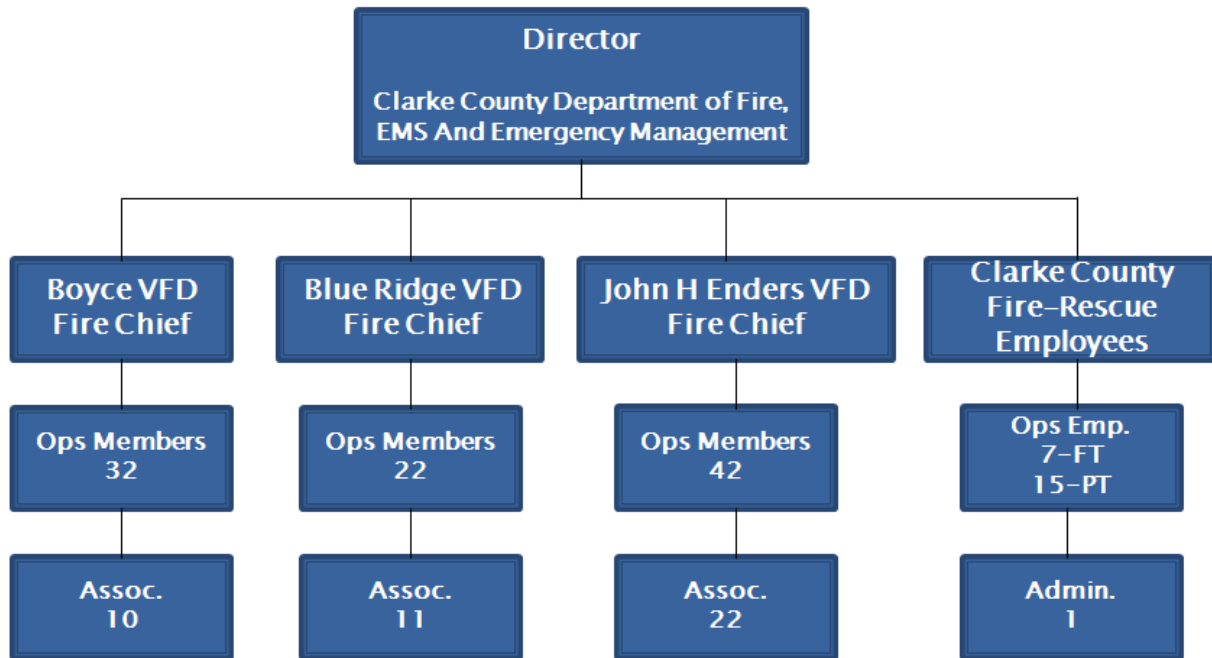 Director
Clarke County Department of Fire,
EMS And Emergency Management
Boyce VFD
Fire Chief
Blue Ridge VFD
Fire Chief
John H Enders VFD
Fire Chief
Clarke County
Fire-Rescue
Employees
Ops Members
32
Ops Members
22
Ops Members
42
Ops Emp.
7-FT
15-PT
Assoc.
10
Assoc.
11
Assoc.
22
Admin.
1